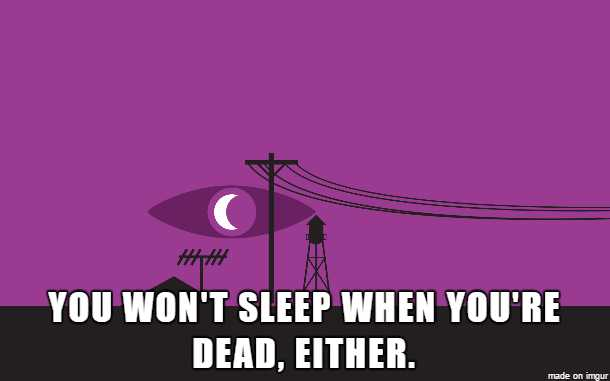 YOU WON'T SLEEP WHEN YOU'RE
DEAD, EITHER.
made on imgur